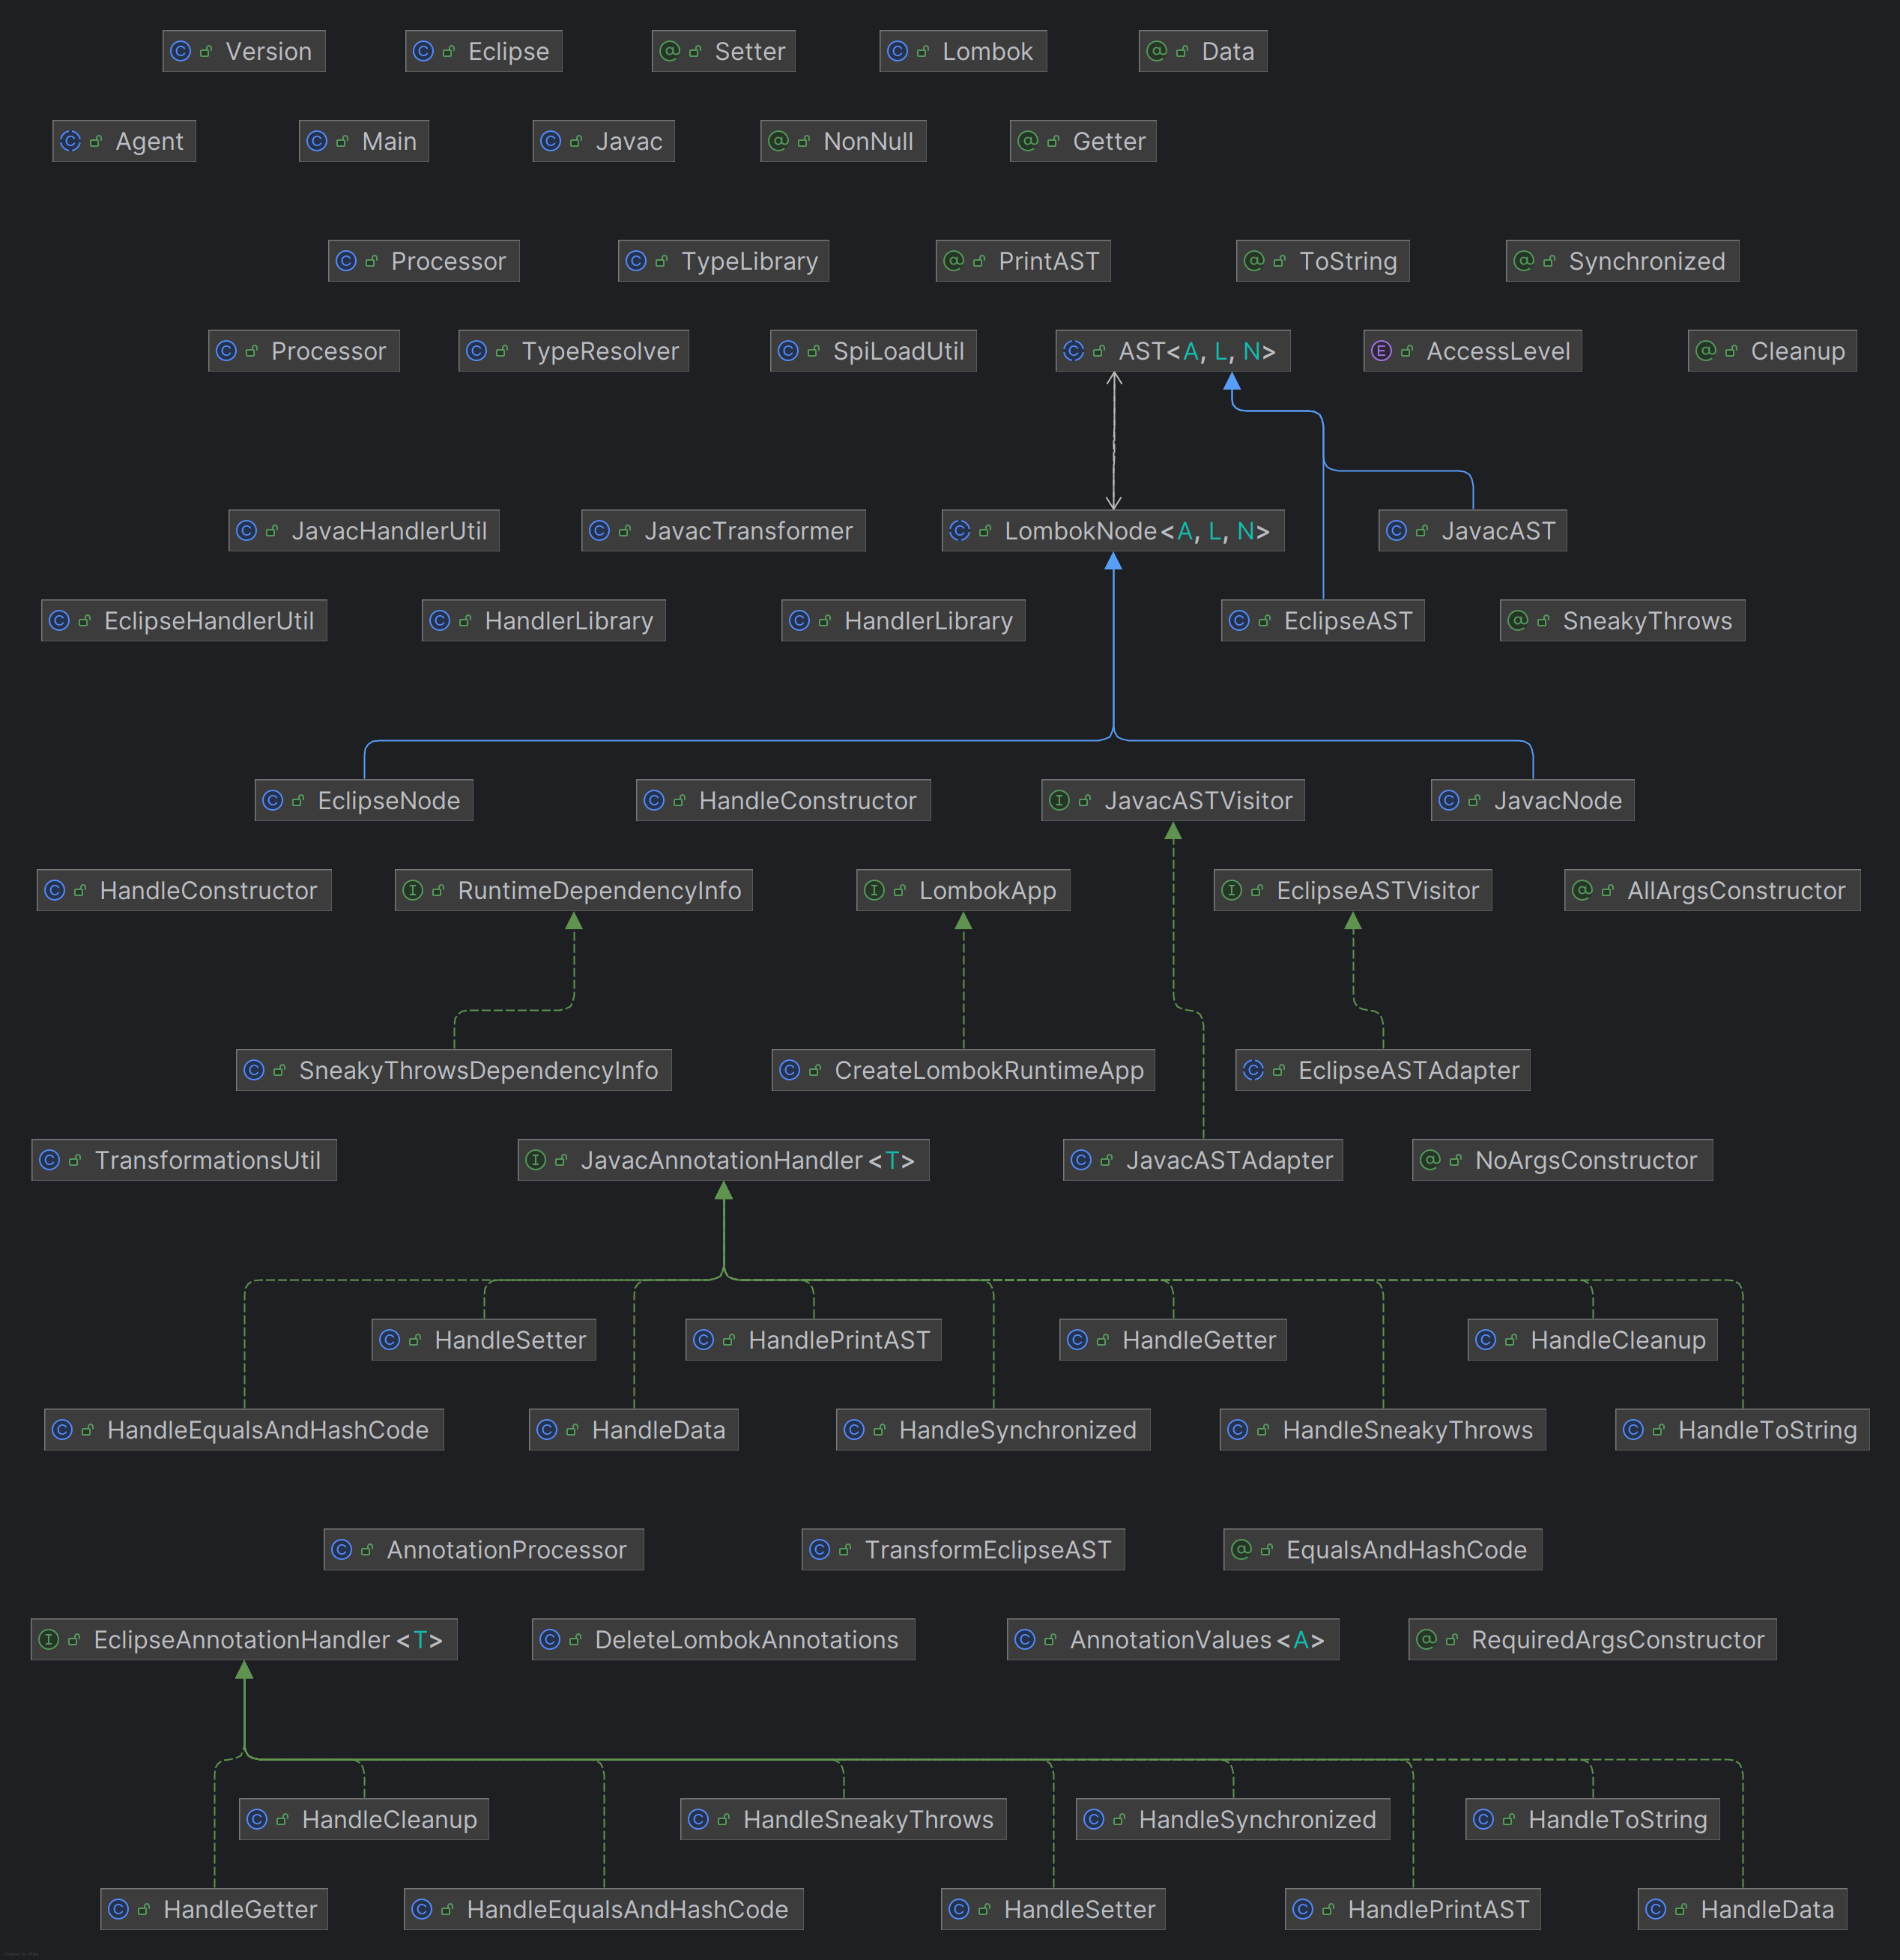 Version Eclipse Setter Lombok Data
Agent Main Javac NonNull Getter
Processor TypeLibrary PrintAST ToString Synchronized
Processor TypeResolver SpiLoadUtil AST<A, L, N> AccessLevel Cleanup
JavacHandlerUtil JavacTransformer LombokNode<A, L, N> JavacAST
EclipseHandlerUtil HandlerLibrary HandlerLibrary EclipseAST SneakyThrows
EclipseNode HandleConstructor JavacASTVisitor JavacNode
HandleConstructor RuntimeDependencyInfo LombokApp EclipseASTVisitor AllArgsConstructor
SneakyThrowsDependencyInfo CreateLombokRuntimeApp EclipseASTAdapter
TransformationsUtil JavacAnnotationHandler<T> JavacASTAdapter NoArgsConstructor
HandleSetter HandlePrintAST HandleGetter HandleCleanup
HandleEqualsAndHashCode HandleData HandleSynchronized HandleSneakyThrows HandleToString
AnnotationProcessor TransformEclipseAST EqualsAndHashCode
EclipseAnnotationHandler<T> DeleteLombokAnnotations AnnotationValues<A> RequiredArgsConstructor
HandleCleanup HandleSneakyThrows HandleSynchronized HandleToString
HandleGetter HandleEqualsAndHashCode HandleSetter HandlePrintAST HandleData